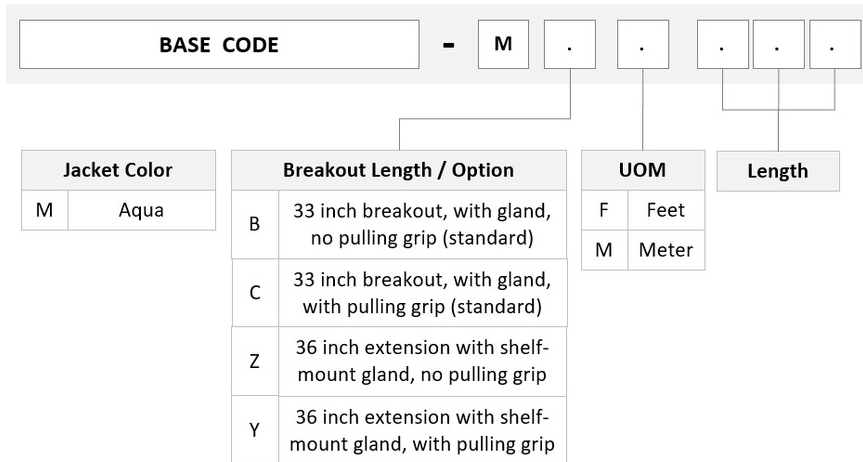 BASE CODE - M . . . . .
Jacket Color
M Aqua
Breakout Length / Option
B 33 inch breakout, with gland,
no pulling grip (standard)
C 33 inch breakout, with gland,
with pulling grip (standard)
Z 36 inch extension with shelf-
mount gland, no pulling grip
Y 36 inch extension with shelf-
mount gland, with pulling grip
UOM
F Feet
M Meter
Length